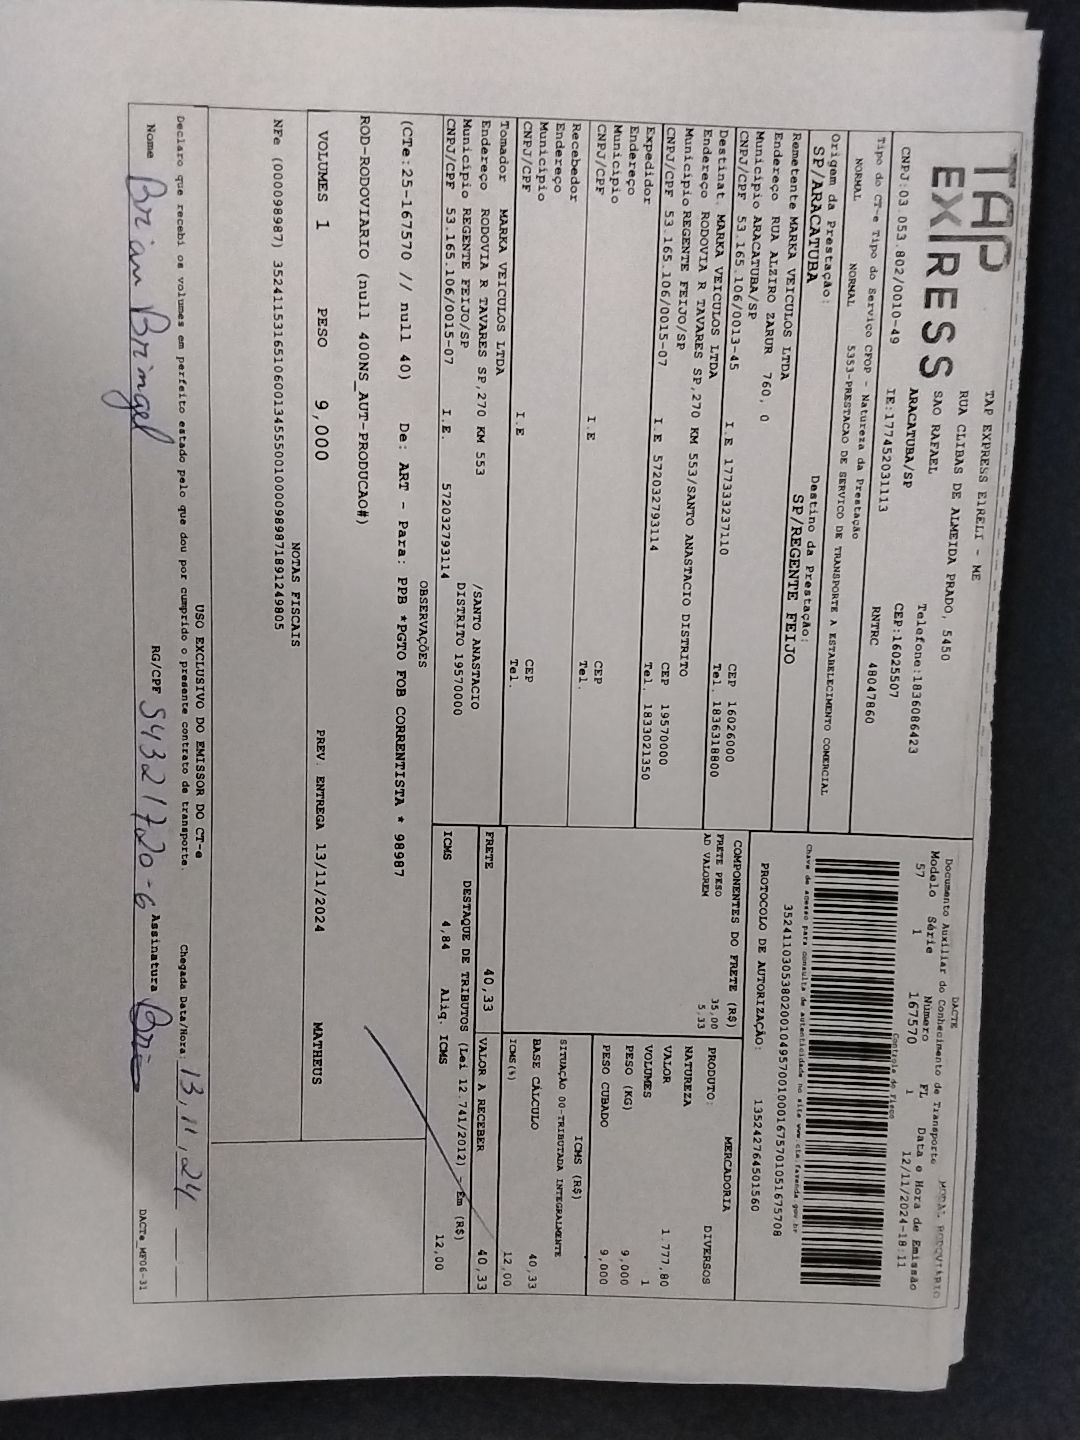 TAP
EXPRESS
TAP EXPRESS EIRELI - ME
RUA CLIBAS DE ALMEIDA PRADO, 5450
SAO RAFAEL Telefone:1836086423
ARACATUBA/SP CEP:16025507
CNPJ:03.053.802/0010-49 IE:177452031113 RNTRC 48047860
Tipo do CT-e Tipo do Serviço CFOP - Natureza da Prestação
NORMAL NORMAL 5353-PRESTACAO DE SERVICO DE TRANSPORTE A ESTABELECIMENTO COMERCIAL
Origem da Prestação: Destino da Prestação:
SP/ARACATUBA SP/REGENTE FEIJO
DACTE MODAL RODOVIÁRIO
Documento Auxiliar do Conhecimento de Transporte
Modelo Série Número FL Data e Hora de Emissão
57 1 167570 1 12/11/2024-18:11
Controle do Fisco
Chave de acesso para consulta de autenticidade no site www.cte.fazenda.gov.br
PROTOCOLO DE AUTORIZAÇÃO: 135242764501560
Remetente MARKA VEICULOS LTDA
Endereço RUA ALZIRO ZARUR 760, 0
Municipio ARACATUBA/SP CEP 16026000
CNPJ/CPF 53.165.106/0013-45 I.E 177333237110 Tel. 1836318800
Destinat. MARKA VEICULOS LTDA
Endereço RODOVIA R TAVARES SP,270 KM 553/SANTO ANASTACIO DISTRITO
Municipio REGENTE FEIJO/SP CEP 19570000
CNPJ/CPF 53.165.106/0015-07 I.E 572032793114 Tel. 1833021350
Expedidor
Endereço
Municipio CEP
CNPJ/CPF I.E Tel.
Recebedor
Endereço
Municipio CEP
CNPJ/CPF I.E Tel.
Tomador MARKA VEICULOS LTDA
Endereço RODOVIA R TAVARES SP,270 KM 553 /SANTO ANASTACIO
Municipio REGENTE FEIJO/SP DISTRITO 19570000
CNPJ/CPF 53.165.106/0015-07 I.E. 572032793114
COMPONENTES DO FRETE (R$)
FRETE PESO 35,00
AD VALOREM 5,33
MERCADORIA
PRODUTO: DIVERSOS
NATUREZA
VALOR 1.777,80
VOLUMES 1
PESO (KG) 9,000
PESO CUBADO 9,000
ICMS (R$)
SITUAÇÃO 00-TRIBUTADA INTEGRALMENTE
BASE CÁLCULO 40,33
ICMS(%) 12,00
FRETE 40,33 VALOR A RECEBER 40,33
DESTAQUE DE TRIBUTOS (Lei 12.741/2012) - Em (R$)
ICMS 4,84 Aliq. ICMS 12,00
OBSERVAÇÕES
(CTe:25-167570 // null 40) De: ART - Para: PPB *PGTO FOB CORRENTISTA * 98987
ROD-RODOVIARIO (null 400NS_AUT-PRODUCAO#)
VOLUMES 1 PESO 9,000 PREV. ENTREGA 13/11/2024 MATHEUS
NOTAS FISCAIS
NFe (000098987)
USO EXCLUSIVO DO EMISSOR DO CT-e
Declaro que recebi os volumes em perfeito estado pelo que dou por cumprido o presente contrato de transporte. Chegada Data/Hora: 13, 11, 24
Nome Brian Bringel RG/CPF 54321720-6 Assinatura
DACTe_MF06-31